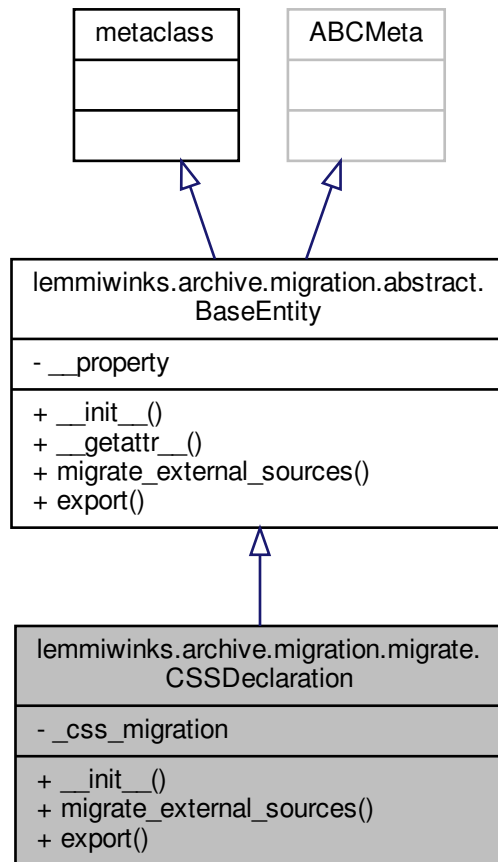 metaclass
ABCMeta
lemmiwinks.archive.migration.abstract.
BaseEntity
- __property
+ __init__()
+ __getattr__()
+ migrate_external_sources()
+ export()
lemmiwinks.archive.migration.migrate.
CSSDeclaration
- _css_migration
+ __init__()
+ migrate_external_sources()
+ export()